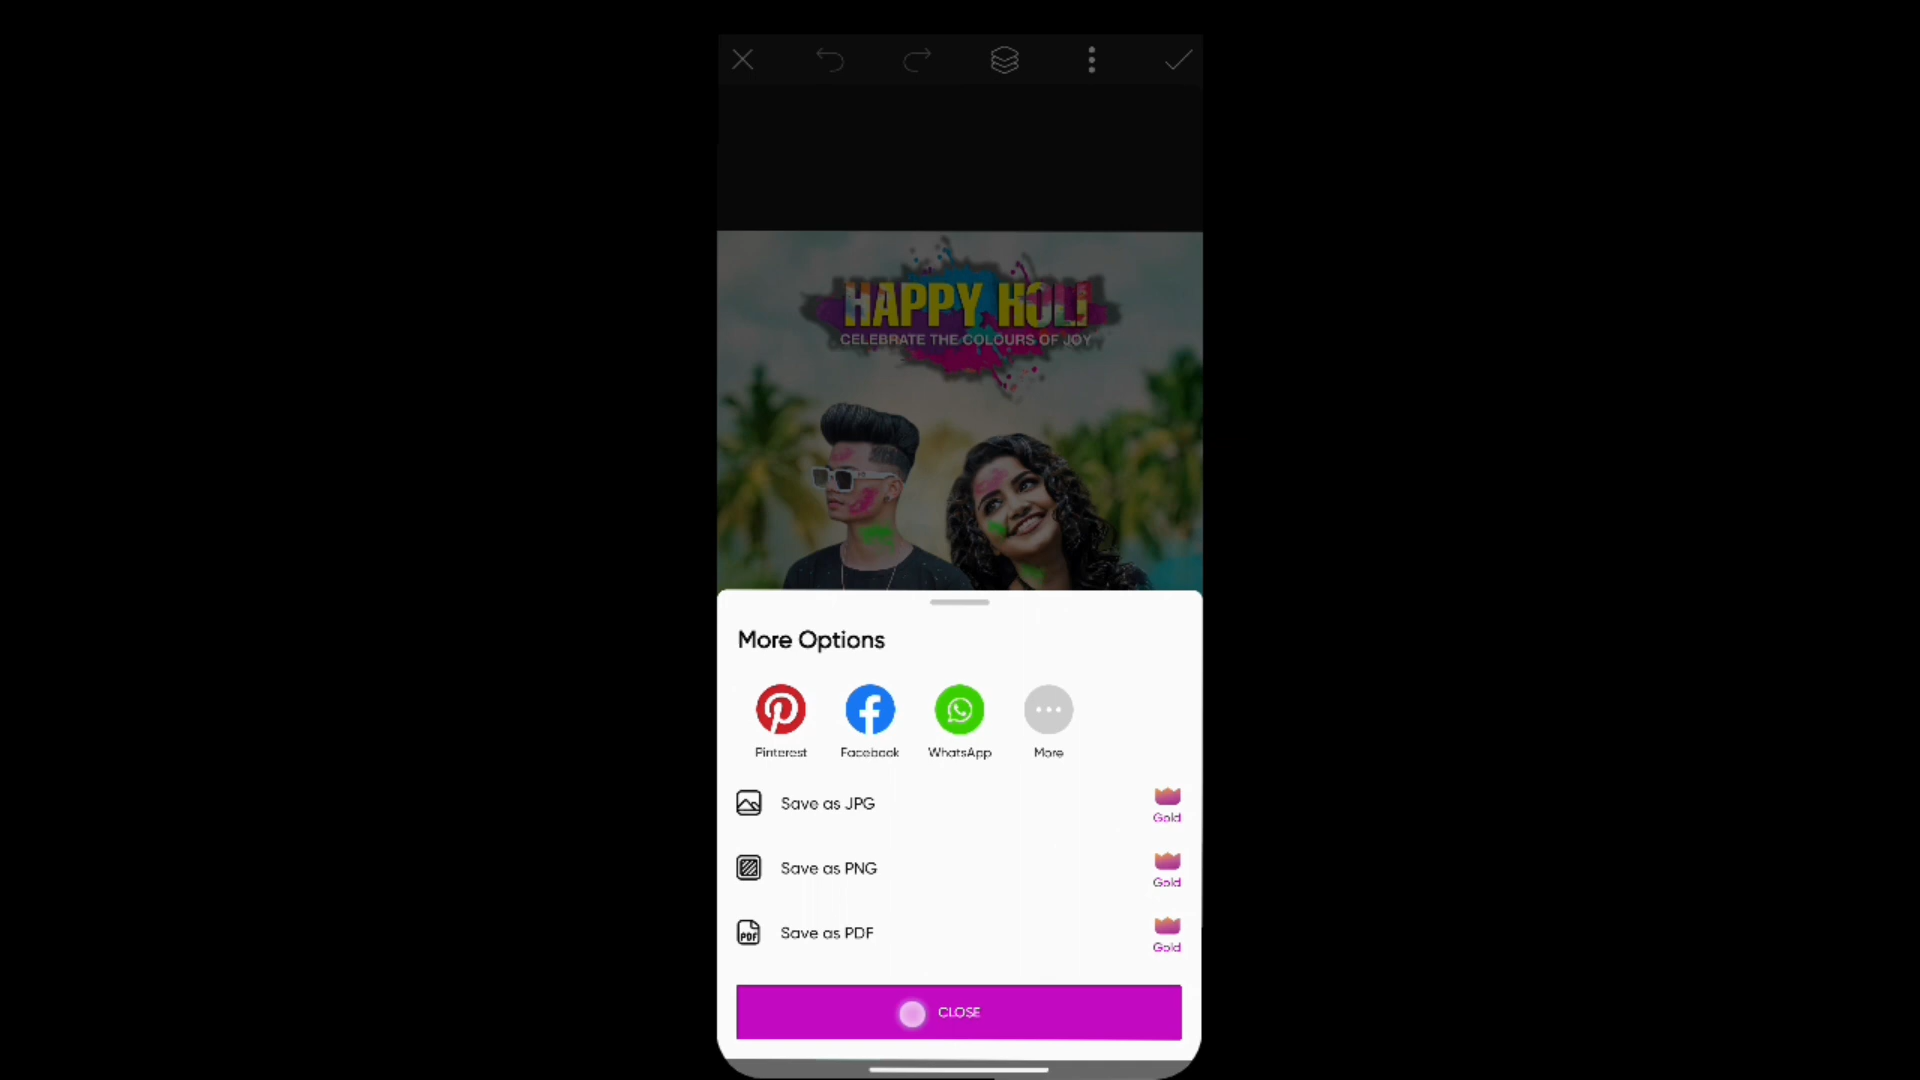 HAPPY HOLI
CELEBRATE THE COLOURS OF JOY
More Options
Pinterest
Facebook
WhatsApp
More
Save as JPG
Gold
Save as PNG
Gold
PDF
Save as PDF
Gold
CLOSE